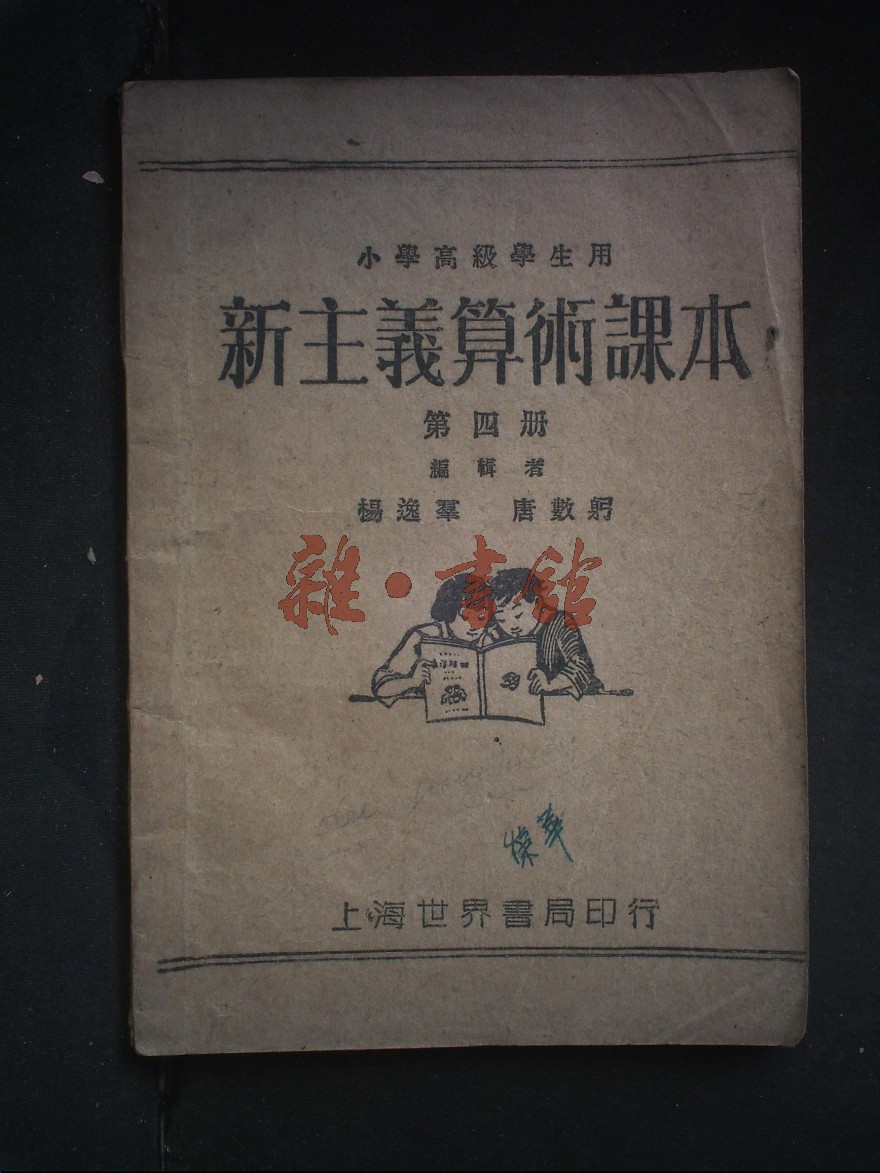 小學高級學生用
新主義算術課本
第四册
編輯者
楊逸羣 唐數躬
雜·書館
上海世界書局印行